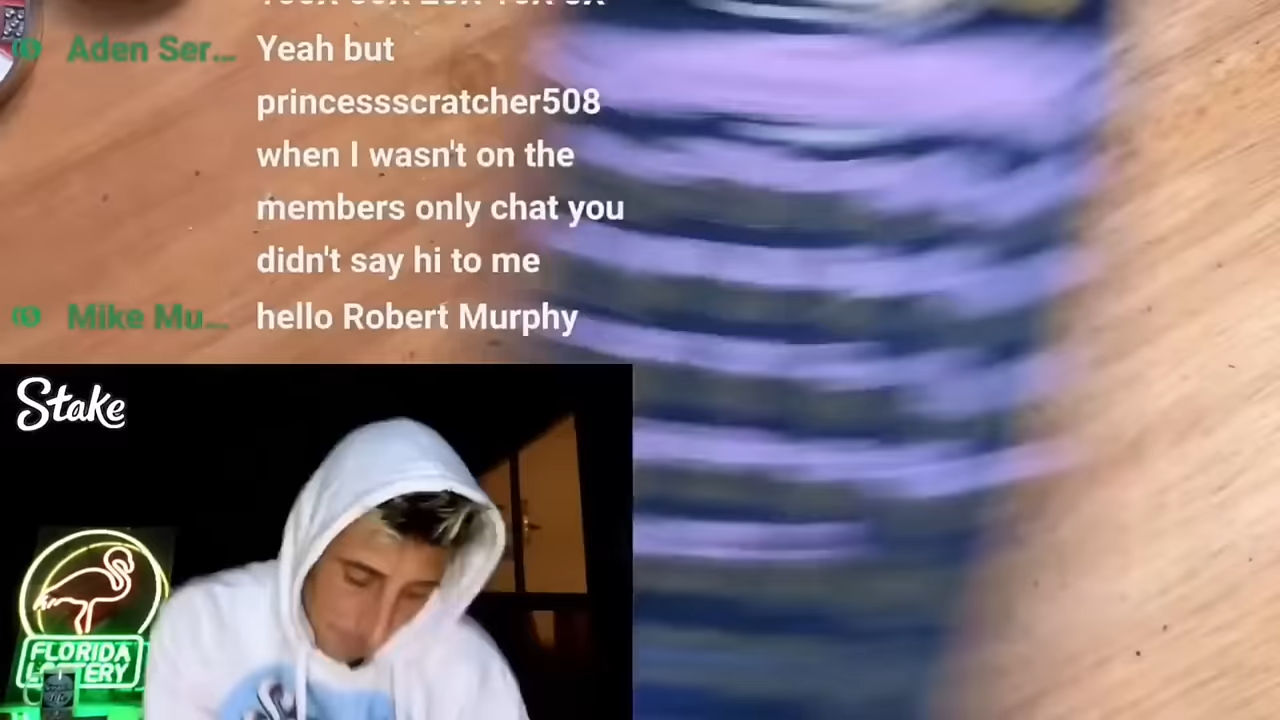 Aden Ser... Yeah but
princessscratcher508
when I wasn't on the
members only chat you
didn't say hi to me
Mike Mu... hello Robert Murphy
Stake
FLORIDA
LOTTERY